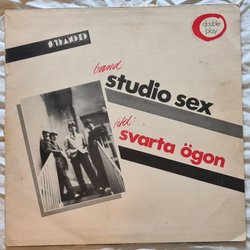 STRANDED
double
play
band
studio sex
titel:
svarta ögon